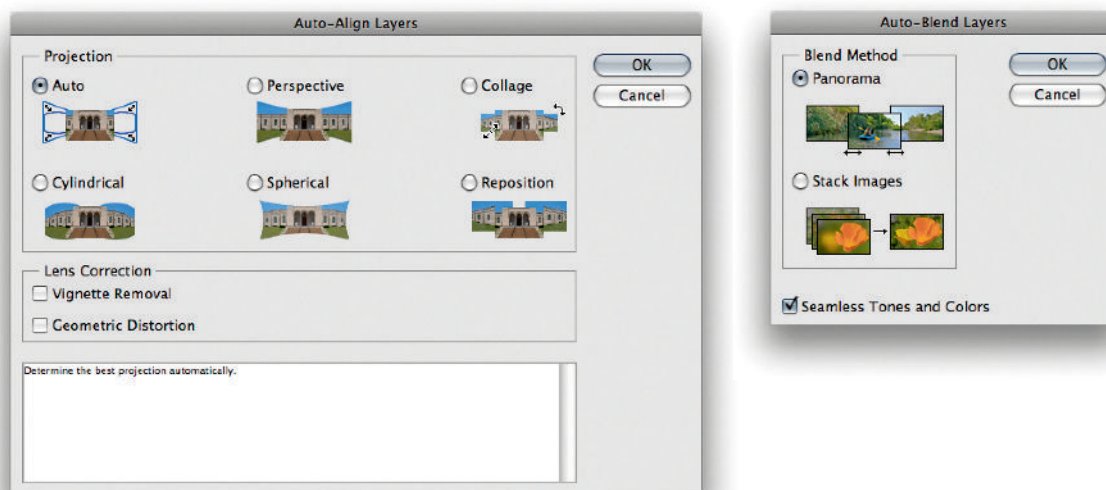 Auto-Align Layers
Projection
Auto
Perspective
Collage
Cylindrical
Spherical
Reposition
Lens Correction
Vignette Removal
Geometric Distortion
Determine the best projection automatically.
OK
Cancel
Auto-Blend Layers
Blend Method
Panorama
Stack Images
Seamless Tones and Colors
OK
Cancel